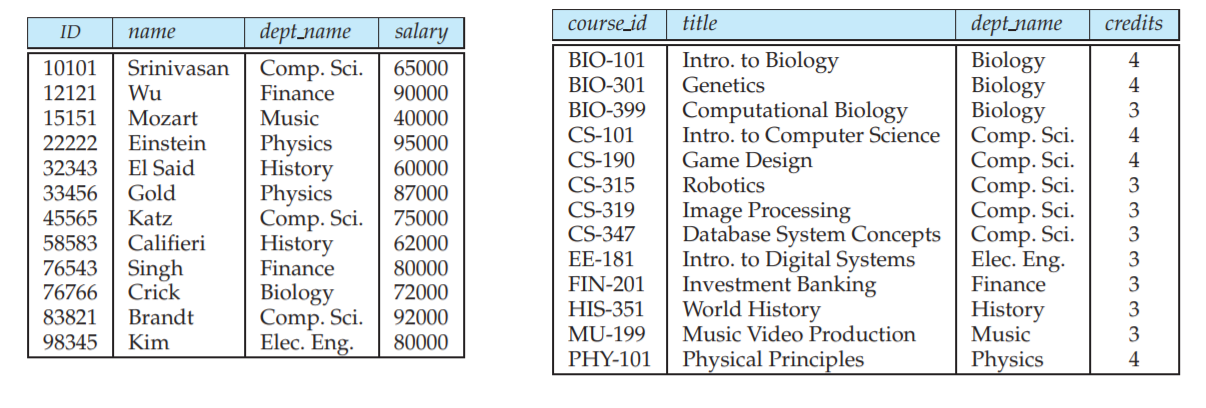 ID name dept_name salary
10101 Srinivasan Comp. Sci. 65000
12121 Wu Finance 90000
15151 Mozart Music 40000
22222 Einstein Physics 95000
32343 El Said History 60000
33456 Gold Physics 87000
45565 Katz Comp. Sci. 75000
58583 Califieri History 62000
76543 Singh Finance 80000
76766 Crick Biology 72000
83821 Brandt Comp. Sci. 92000
98345 Kim Elec. Eng. 80000
course_id title dept_name credits
BIO-101 Intro. to Biology Biology 4
BIO-301 Genetics Biology 4
BIO-399 Computational Biology Biology 3
CS-101 Intro. to Computer Science Comp. Sci. 4
CS-190 Game Design Comp. Sci. 4
CS-315 Robotics Comp. Sci. 3
CS-319 Image Processing Comp. Sci. 3
CS-347 Database System Concepts Comp. Sci. 3
EE-181 Intro. to Digital Systems Elec. Eng. 3
FIN-201 Investment Banking Finance 3
HIS-351 World History History 3
MU-199 Music Video Production Music 3
PHY-101 Physical Principles Physics 4